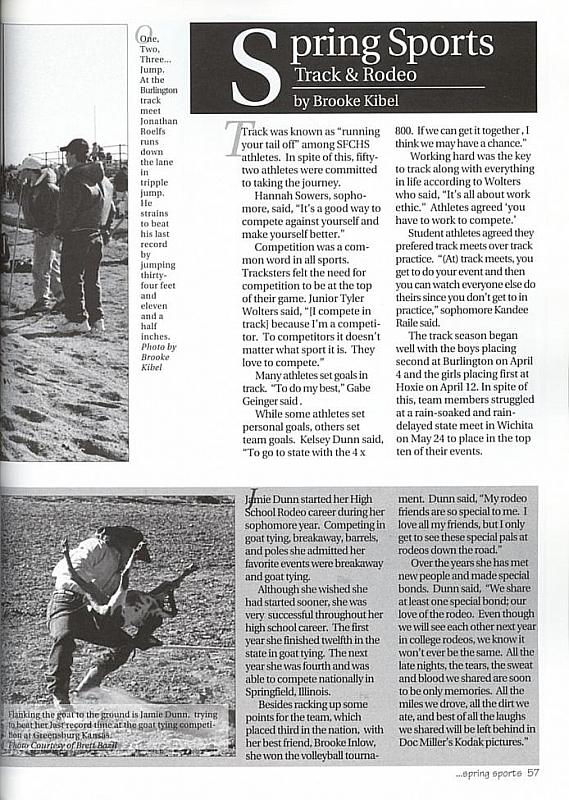 One,
Two,
Three...
Jump.
At the
Burlington
track
meet
Jonathan
Roelfs
runs
down
the lane
in
tripple
jump.
He
strains
to beat
his last
record
by
jumping
thirty-
four feet
and
eleven
and a
half
inches.
Photo by
Brooke
Kibel
Spring Sports
Track & Rodeo
by Brooke Kibel
Track was known as "running
your tail off" among SFCHS
athletes. In spite of this, fifty-
two athletes were committed
to taking the journey.
Hannah Sowers, sopho-
more, said, "It's a good way to
compete against yourself and
make yourself better."
Competition was a com-
mon word in all sports.
Tracksters felt the need for
competition to be at the top
of their game. Junior Tyler
Wolters said, "[I compete in
track] because I'm a competi-
tor. To competitors it doesn't
matter what sport it is. They
love to compete."
Many athletes set goals in
track. "To do my best," Gabe
Geinger said .
While some athletes set
personal goals, others set
team goals. Kelsey Dunn said,
"To go to state with the 4 x
800. If we can get it together , I
think we may have a chance."
Working hard was the key
to track along with everything
in life according to Wolters
who said, "It's all about work
ethic." Athletes agreed 'you
have to work to compete.'
Student athletes agreed they
prefered track meets over track
practice. "(At) track meets, you
get to do your event and then
you can watch everyone else do
theirs since you don't get to in
practice," sophomore Kandee
Raile said.
The track season began
well with the boys placing
second at Burlington on April
4 and the girls placing first at
Hoxie on April 12. In spite of
this, team members struggled
at a rain-soaked and rain-
delayed state meet in Wichita
on May 24 to place in the top
ten of their events.
Flanking the goat to the ground is Jamie Dunn, trying
to beat her last record time at the goat tying competi-
tion at Greensburg Kansas.
Photo Courtesy of Brett Bazil
Jamie Dunn started her High
School Rodeo career during her
sophomore year. Competing in
goat tying, breakaway, barrels,
and poles she admitted her
favorite events were breakaway
and goat tying.
Although she wished she
had started sooner, she was
very successful throughout her
high school career. The first
year she finished twelfth in the
state in goat tying. The next
year she was fourth and was
able to compete nationally in
Springfield, Illinois.
Besides racking up some
points for the team, which
placed third in the nation, with
her best friend, Brooke Inlow,
she won the volleyball tourna-
ment. Dunn said, "My rodeo
friends are so special to me. I
love all my friends, but I only
get to see these special pals at
rodeos down the road."
Over the years she has met
new people and made special
bonds. Dunn said, "We share
at least one special bond; our
love of the rodeo. Even though
we will see each other next year
in college rodeos, we know it
won't ever be the same. All the
late nights, the tears, the sweat
and blood we shared are soon
to be only memories. All the
miles we drove, all the dirt we
ate, and best of all the laughs
we shared will be left behind in
Doc Miller's Kodak pictures."
...spring sports 57